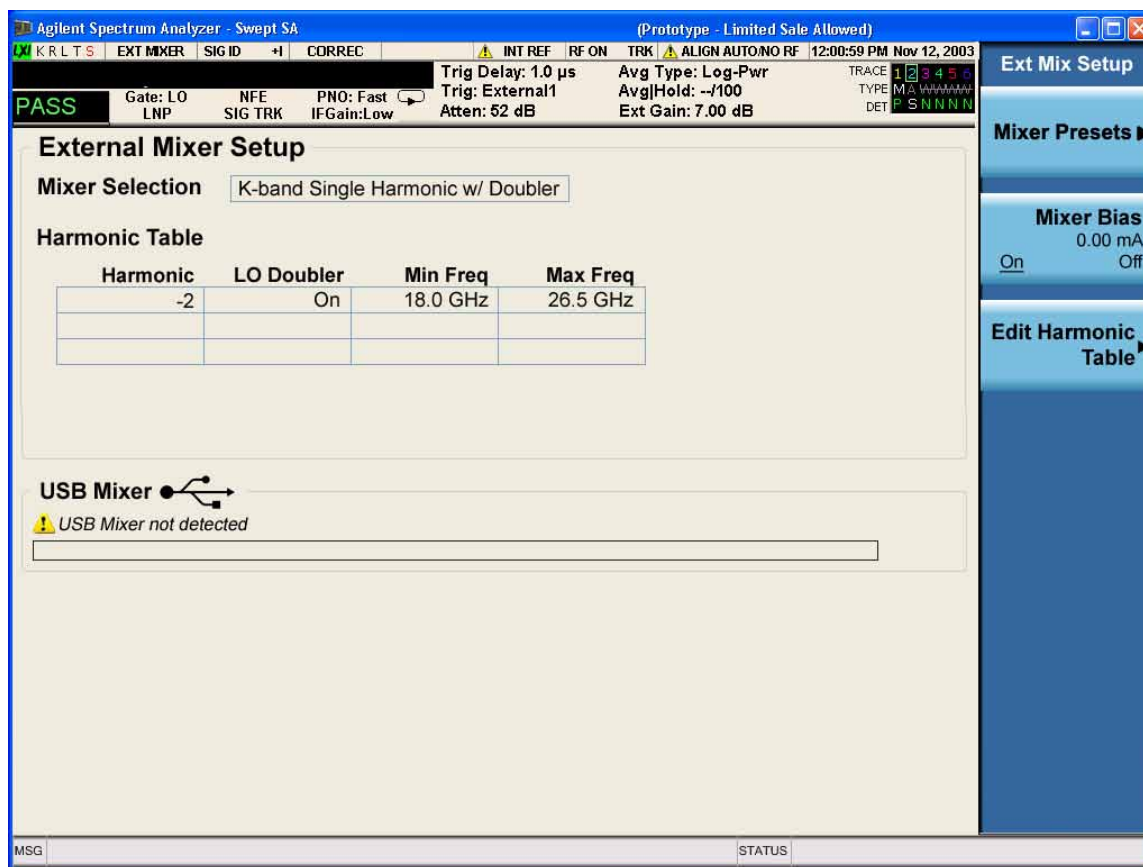 Agilent Spectrum Analyzer - Swept SA (Prototype - Limited Sale Allowed)
LXI K R L T S EXT MIXER SIG ID +I CORREC INT REF RF ON TRK ALIGN AUTO/NO RF 12:00:59 PM Nov 12, 2003
PASS
Gate: LO
LNP
NFE
SIG TRK
PNO: Fast
IFGain:Low
Trig Delay: 1.0 µs
Trig: External1
Atten: 52 dB
Avg Type: Log-Pwr
Avg|Hold: --/100
Ext Gain: 7.00 dB
TRACE 1 2 3 4 5 6
TYPE M A W W W W
DET P S N N N N
External Mixer Setup
Mixer Selection K-band Single Harmonic w/ Doubler
Harmonic Table
Harmonic LO Doubler Min Freq Max Freq
-2 On 18.0 GHz 26.5 GHz
USB Mixer
USB Mixer not detected
Ext Mix Setup
Mixer Presets
Mixer Bias
0.00 mA
On Off
Edit Harmonic
Table
MSG STATUS